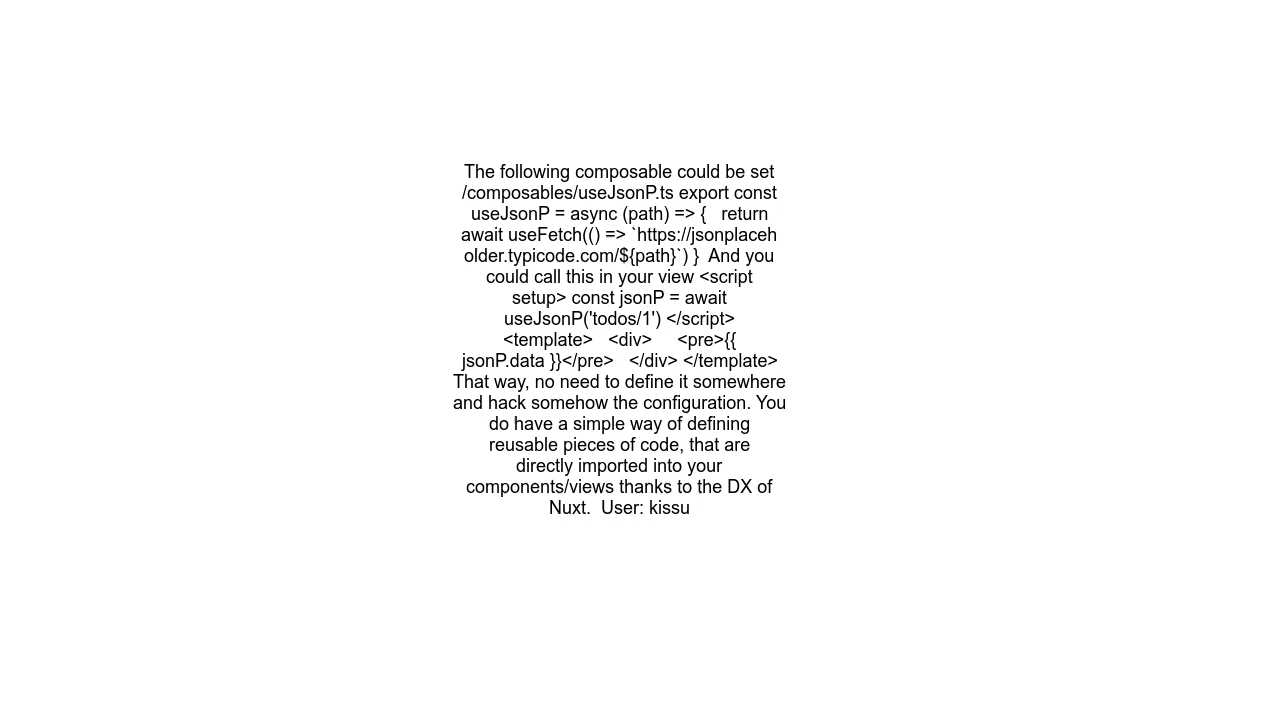 The following composable could be set
/composables/useJsonP.ts export const
useJsonP = async (path) => {   return
await useFetch(() => `https://jsonplaceh
older.typicode.com/${path}`) }  And you
could call this in your view <script
setup> const jsonP = await
useJsonP('todos/1') </script>
<template>   <div>     <pre>{{
jsonP.data }}</pre>   </div> </template>
That way, no need to define it somewhere
and hack somehow the configuration. You
do have a simple way of defining
reusable pieces of code, that are
directly imported into your
components/views thanks to the DX of
Nuxt.  User: kissu